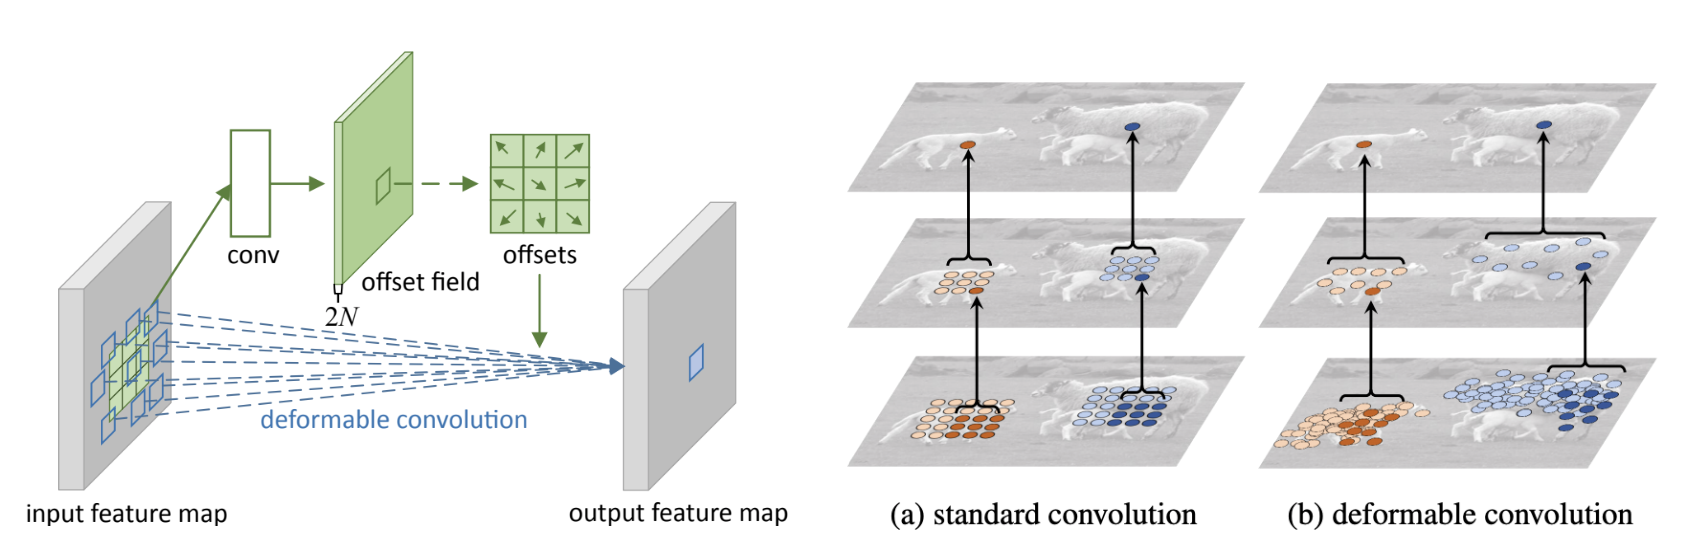 conv
offset field
offsets
2N
deformable convolution
input feature map
output feature map
(a) standard convolution
(b) deformable convolution